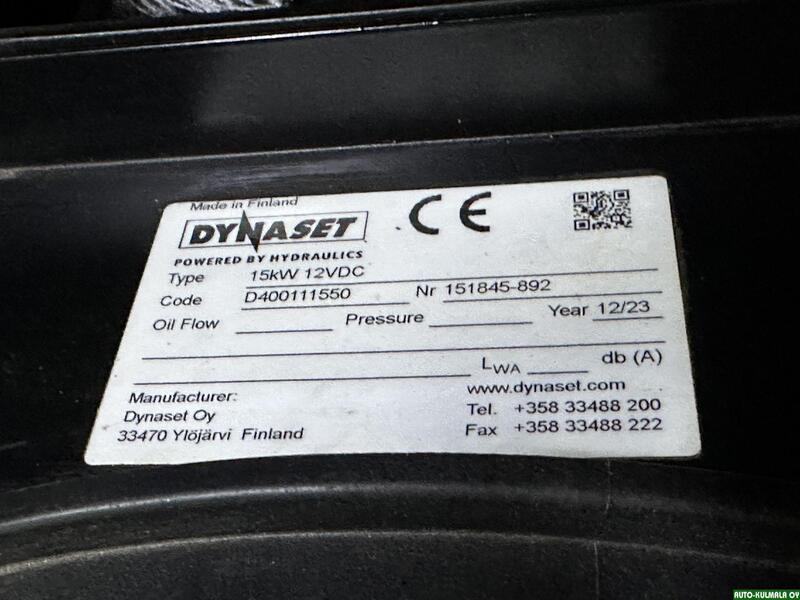 Made in Finland
DYNASET
CE
POWERED BY HYDRAULICS
Type 15kW 12VDC
Code D400111550 Nr 151845-892
Oil Flow Pressure Year 12/23
LWA db (A)
Manufacturer: www.dynaset.com
Dynaset Oy Tel. +358 33488 200
33470 Ylöjärvi Finland Fax +358 33488 222
AUTO-KULMALA OY